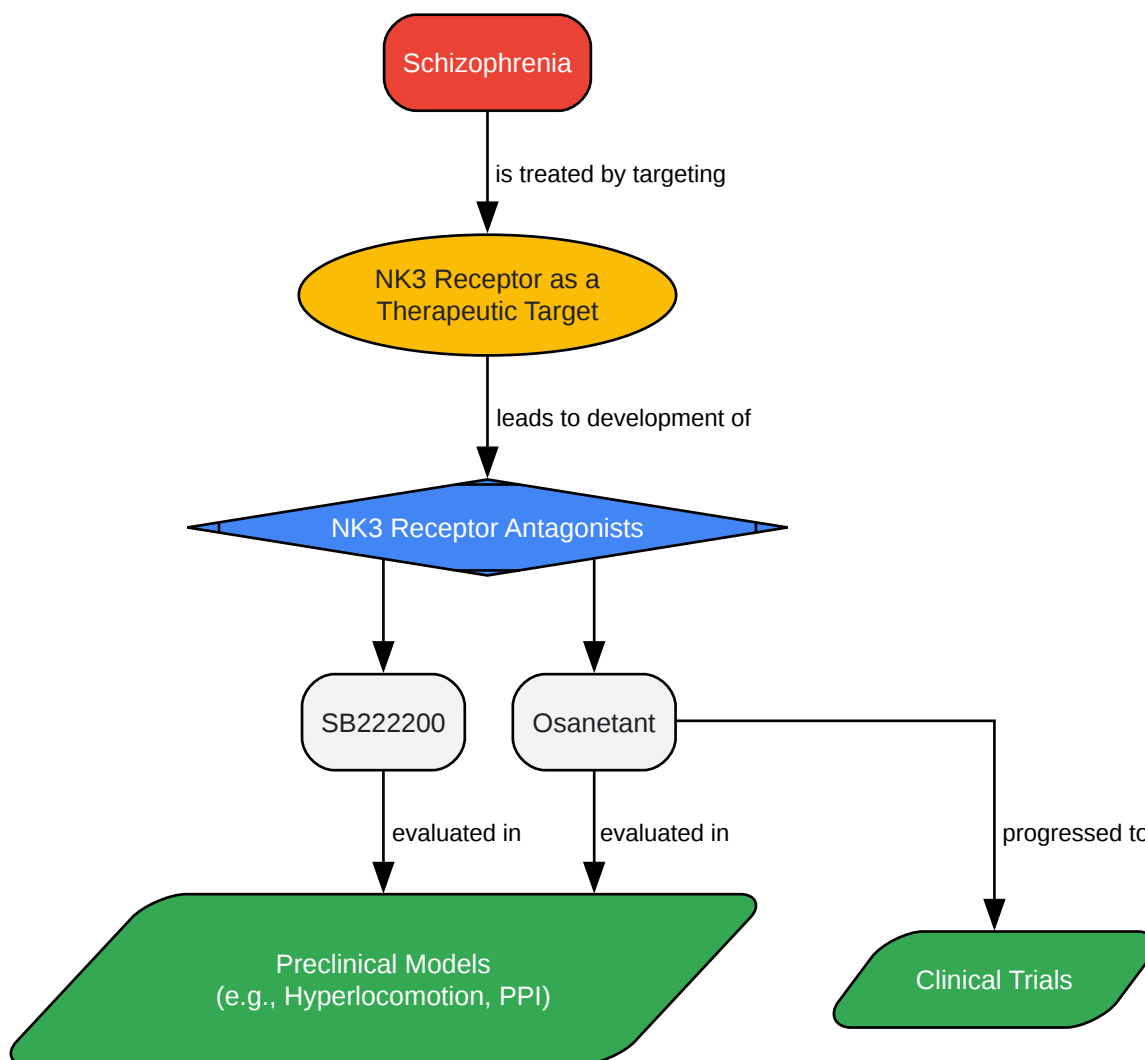 Schizophrenia
is treated by targeting
NK3 Receptor as a
Therapeutic Target
leads to development of
NK3 Receptor Antagonists
SB222200
Osanetant
evaluated in
evaluated in
progressed to
Preclinical Models
(e.g., Hyperlocomotion, PPI)
Clinical Trials